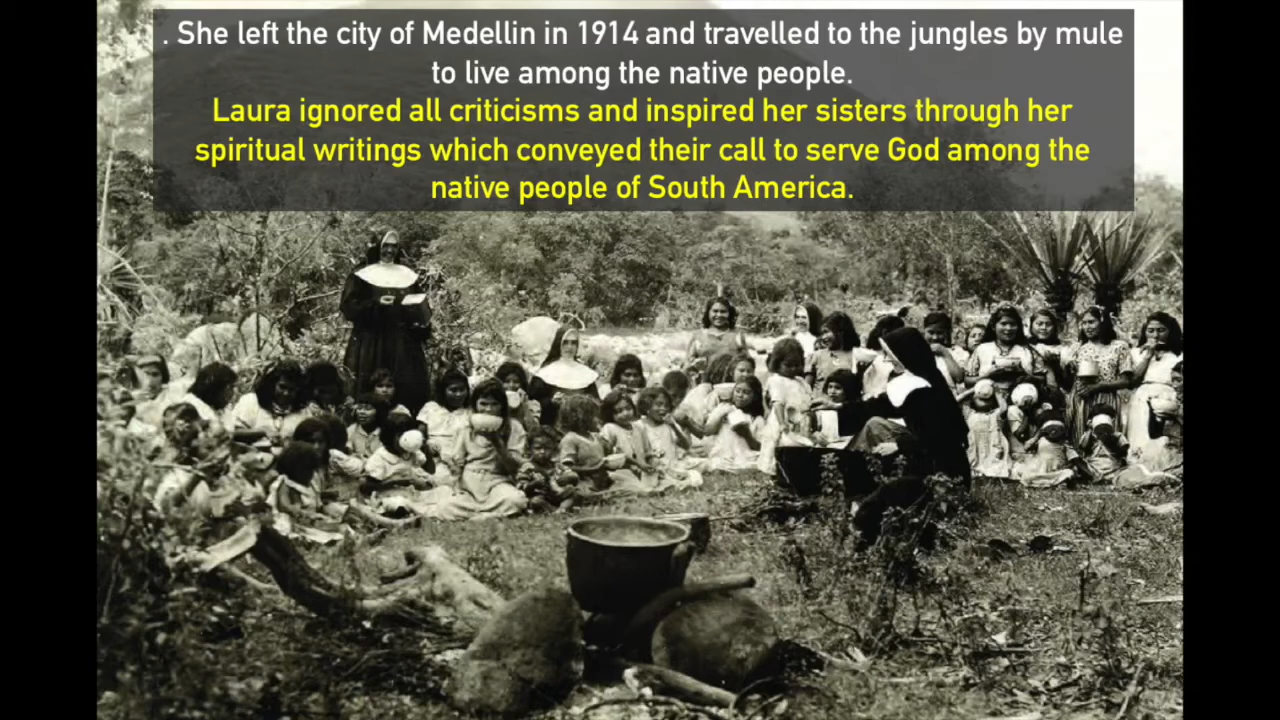 . She left the city of Medellin in 1914 and travelled to the jungles by mule
to live among the native people.
Laura ignored all criticisms and inspired her sisters through her
spiritual writings which conveyed their call to serve God among the
native people of South America.